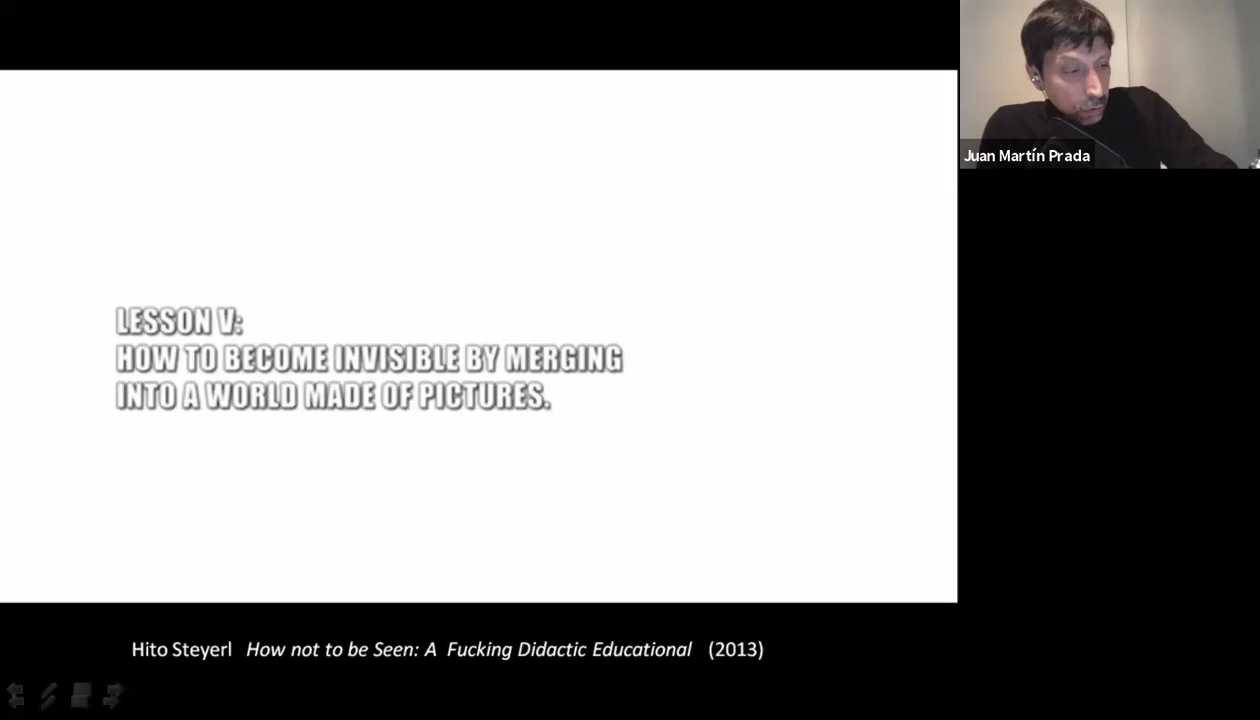 LESSON V:
HOW TO BECOME INVISIBLE BY MERGING
INTO A WORLD MADE OF PICTURES.
Juan Martín Prada
Hito Steyerl How not to be Seen: A Fucking Didactic Educational (2013)